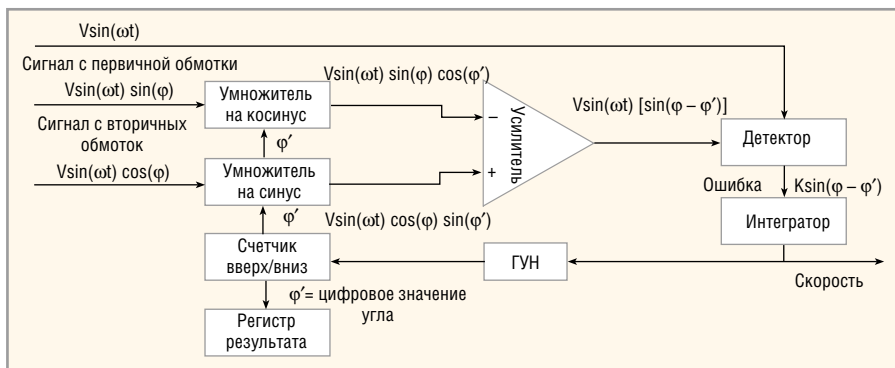 Vsin(ωt)
Сигнал с первичной обмотки
Vsin(ωt) sin(φ)
Vsin(ωt) sin(φ) cos(φ′)
Умножитель
на косинус
Сигнал с вторичных
обмоток
φ′
−
+
Усилитель
Vsin(ωt) [sin(φ – φ′)]
Детектор
Vsin(ωt) cos(φ)
Умножитель
на синус
Ошибка
Ksin(φ – φ′)
φ′
Vsin(ωt) cos(φ) sin(φ′)
Интегратор
Счетчик
вверх/вниз
ГУН
Скорость
φ′= цифровое значение
угла
Регистр
результата